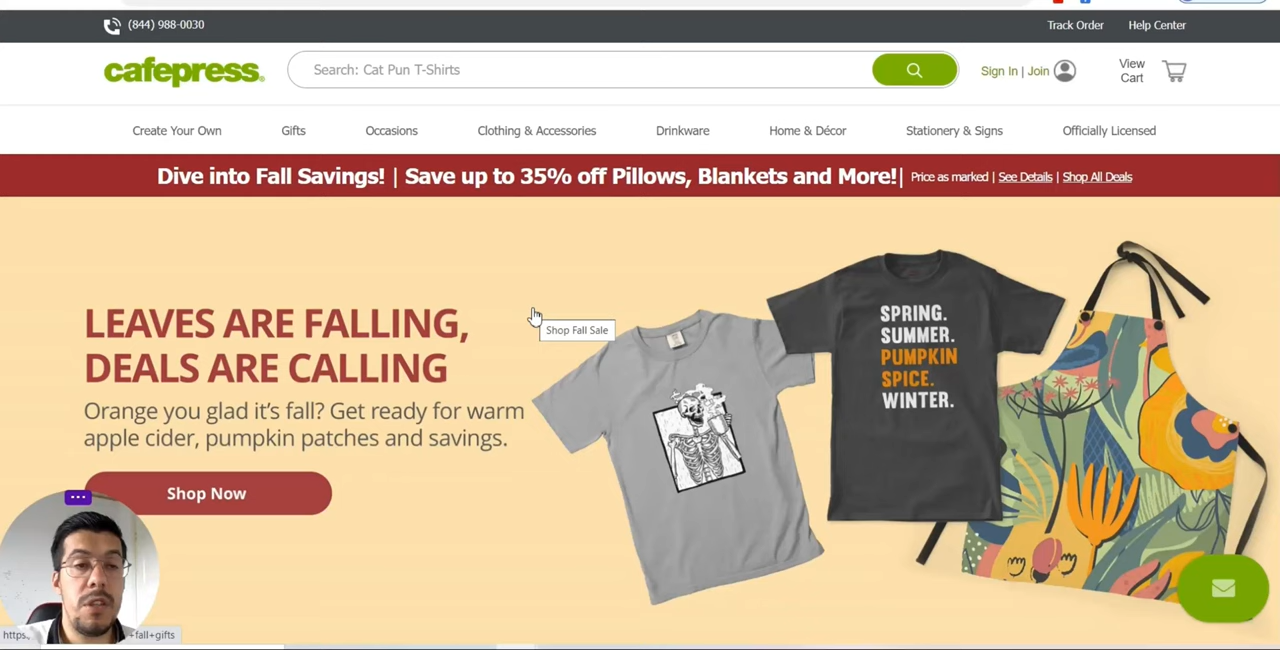 (844) 988-0030
Track Order
Help Center
cafepress.
Search: Cat Pun T-Shirts
Sign In | Join
View
Cart
Create Your Own
Gifts
Occasions
Clothing & Accessories
Drinkware
Home & Décor
Stationery & Signs
Officially Licensed
Dive into Fall Savings! | Save up to 35% off Pillows, Blankets and More!| Price as marked | See Details | Shop All Deals
LEAVES ARE FALLING,
DEALS ARE CALLING
Orange you glad it's fall? Get ready for warm
apple cider, pumpkin patches and savings.
Shop Now
Shop Fall Sale
SPRING.
SUMMER.
PUMPKIN
SPICE.
WINTER.
https:
+fall+gifts